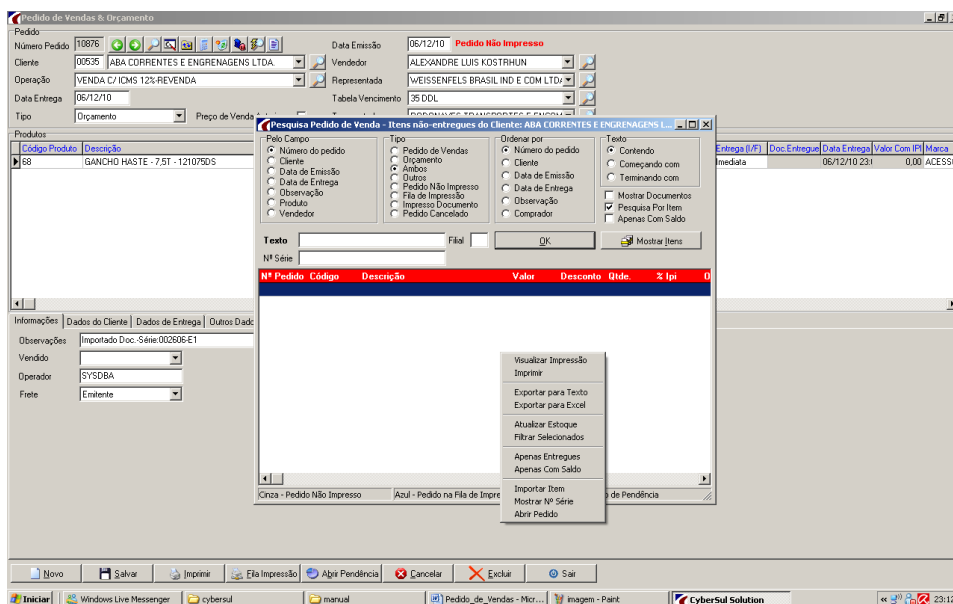 Pedido de Vendas & Orçamento
Pedido
Número Pedido 10876 Data Emissão 06/12/10 Pedido Não Impresso
Cliente 00535 ABA CORRENTES E ENGRENAGENS LTDA. Vendedor ALEXANDRE LUIS KOSTRHUN
Operação VENDA C/ ICMS 12%-REVENDA Representada WEISSENFELS BRASIL IND E COM LTDA
Data Entrega 06/12/10 Tabela Vencimento 35 DDL
Tipo Orçamento Preço de Venda
Produtos
Código Produto Descrição Entrega (I/F) Doc.Entregue Data Entrega Valor Com IPI Marca
68 GANCHO HASTE - 7,5T - 121075DS Imediata 06/12/10 23:1 0,00 ACESSO
Pesquisa Pedido de Venda - Itens não-entregues do Cliente: ABA CORRENTES E ENGRENAGENS L...
Pelo Campo
Número do pedido
Cliente
Data de Emissão
Data de Entrega
Observação
Produto
Vendedor
Tipo
Pedido de Vendas
Orçamento
Ambos
Outros
Pedido Não Impresso
Fila de Impressão
Impresso Documento
Pedido Cancelado
Ordenar por
Número do pedido
Cliente
Data de Emissão
Data de Entrega
Observação
Comprador
Texto
Contendo
Começando com
Terminando com
Mostrar Documentos
Pesquisa Por Item
Apenas Com Saldo
Texto Filial OK Mostrar Itens
Nº Série
Nº Pedido Código Descrição Valor Desconto Qtde. % Ipi
Visualizar Impressão
Imprimir
Exportar para Texto
Exportar para Excel
Atualizar Estoque
Filtrar Selecionados
Apenas Entregues
Apenas Com Saldo
Importar Item
Mostrar Nº Série
Abrir Pedido
Cinza - Pedido Não Impresso Azul - Pedido na Fila de Impre de Pendência
Informações Dados do Cliente Dados de Entrega Outros Dado
Observações Importado Doc.-Série:002606-E1
Vendido
Operador SYSDBA
Frete Emitente
Novo Salvar Imprimir Fila Impressão Abrir Pendência Cancelar Excluir Sair
Iniciar Windows Live Messenger cybersul manual Pedido_de_Vendas - Micr... imagem - Paint CyberSul Solution 23:12